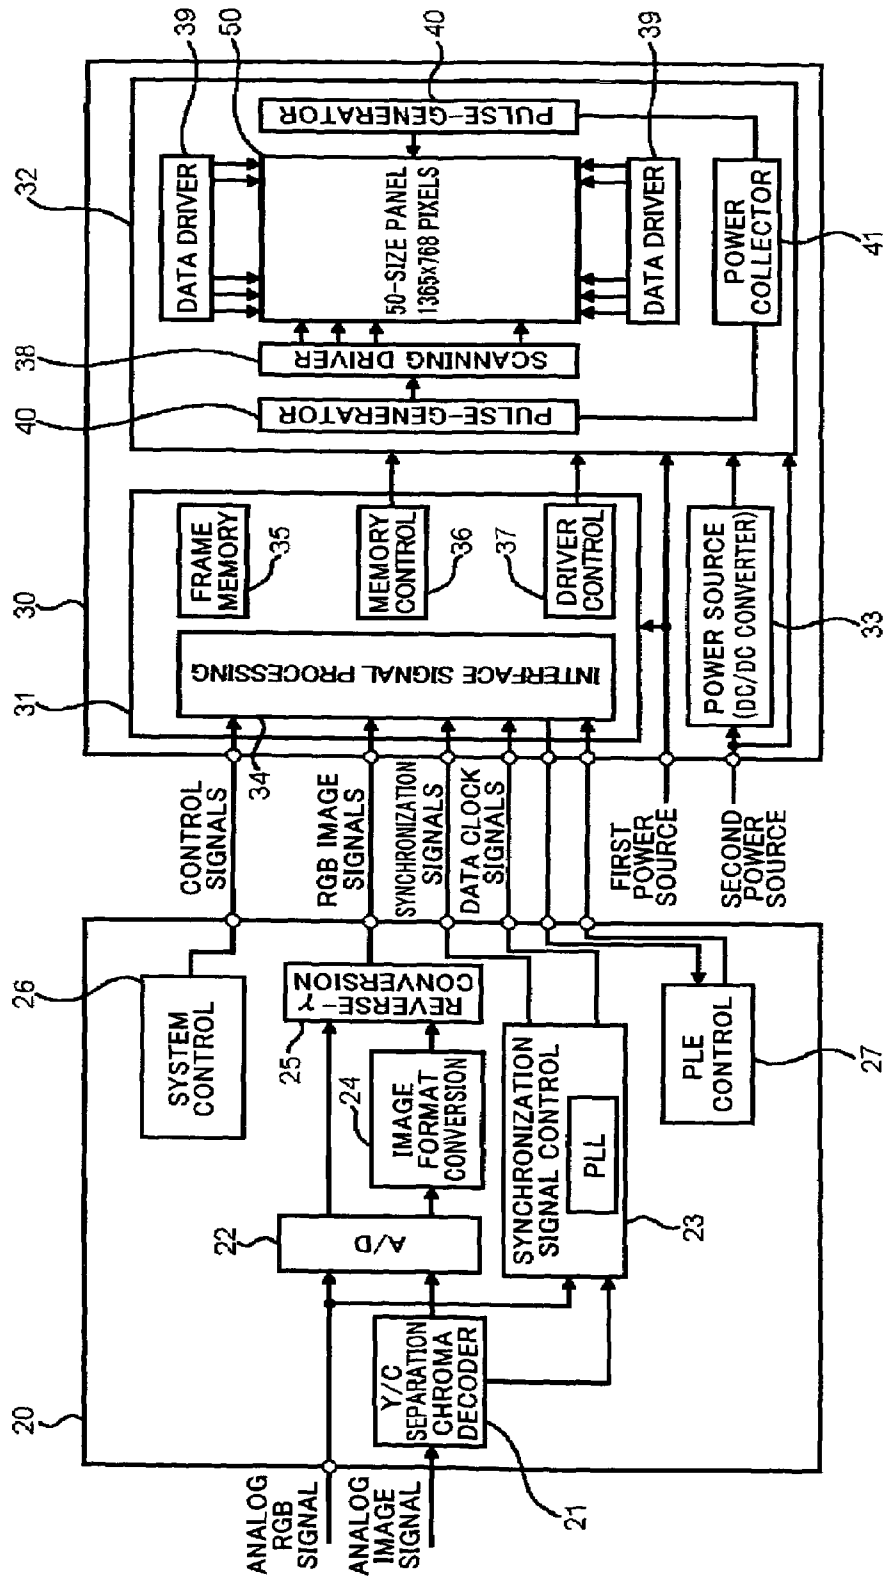 20
ANALOG
RGB
SIGNAL
ANALOG
IMAGE
SIGNAL
Y/C
SEPARATION
CHROMA
DECODER
21
A/D
22
IMAGE
FORMAT
CONVERSION
24
REVERSE-γ
CONVERSION
25
SYSTEM
CONTROL
26
SYNCHRONIZATION
SIGNAL CONTROL
PLL
23
PLE
CONTROL
27
CONTROL
SIGNALS
RGB IMAGE
SIGNALS
SYNCHRONIZATION
SIGNALS
DATA CLOCK
SIGNALS
FIRST
POWER
SOURCE
SECOND
POWER
SOURCE
30
31
INTERFACE SIGNAL PROCESSING
34
FRAME
MEMORY
35
MEMORY
CONTROL
36
DRIVER
CONTROL
37
POWER SOURCE
(DC/DC CONVERTER)
33
32
PULSE-GENERATOR
40
SCANNING DRIVER
38
DATA DRIVER
39
50-SIZE PANEL
1365x768 PIXELS
50
PULSE-GENERATOR
40
DATA DRIVER
39
POWER
COLLECTOR
41